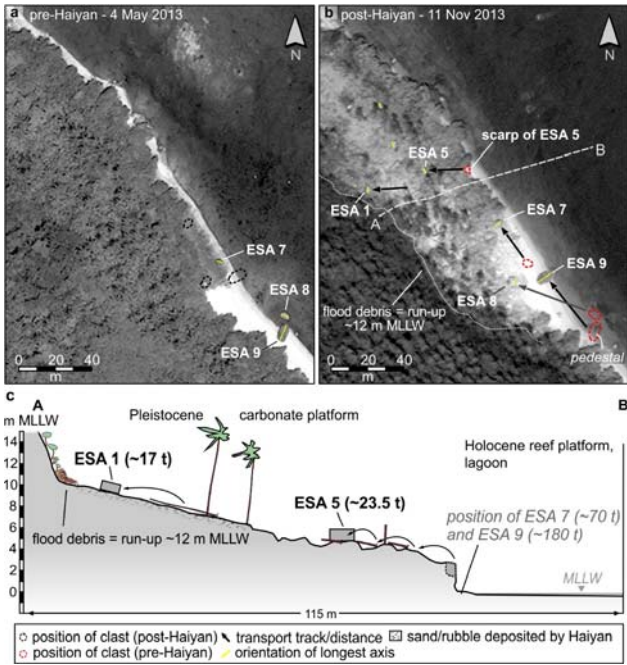 a pre-Haiyan - 4 May 2013
N
ESA 7
ESA 8
ESA 9
0 20 40
m
b post-Haiyan - 11 Nov 2013
N
scarp of ESA 5
ESA 5
B
ESA 1
A
ESA 7
ESA 9
ESA 8
flood debris = run-up
~12 m MLLW
pedestal
0 20 40
m
c
A
B
m MLLW
Pleistocene carbonate platform
Holocene reef platform,
lagoon
14
12
10
8
6
4
2
0
ESA 1 (~17 t)
ESA 5 (~23.5 t)
position of ESA 7 (~70 t)
and ESA 9 (~180 t)
flood debris = run-up ~12 m MLLW
MLLW
115 m
position of clast (post-Haiyan) transport track/distance sand/rubble deposited by Haiyan
position of clast (pre-Haiyan) orientation of longest axis